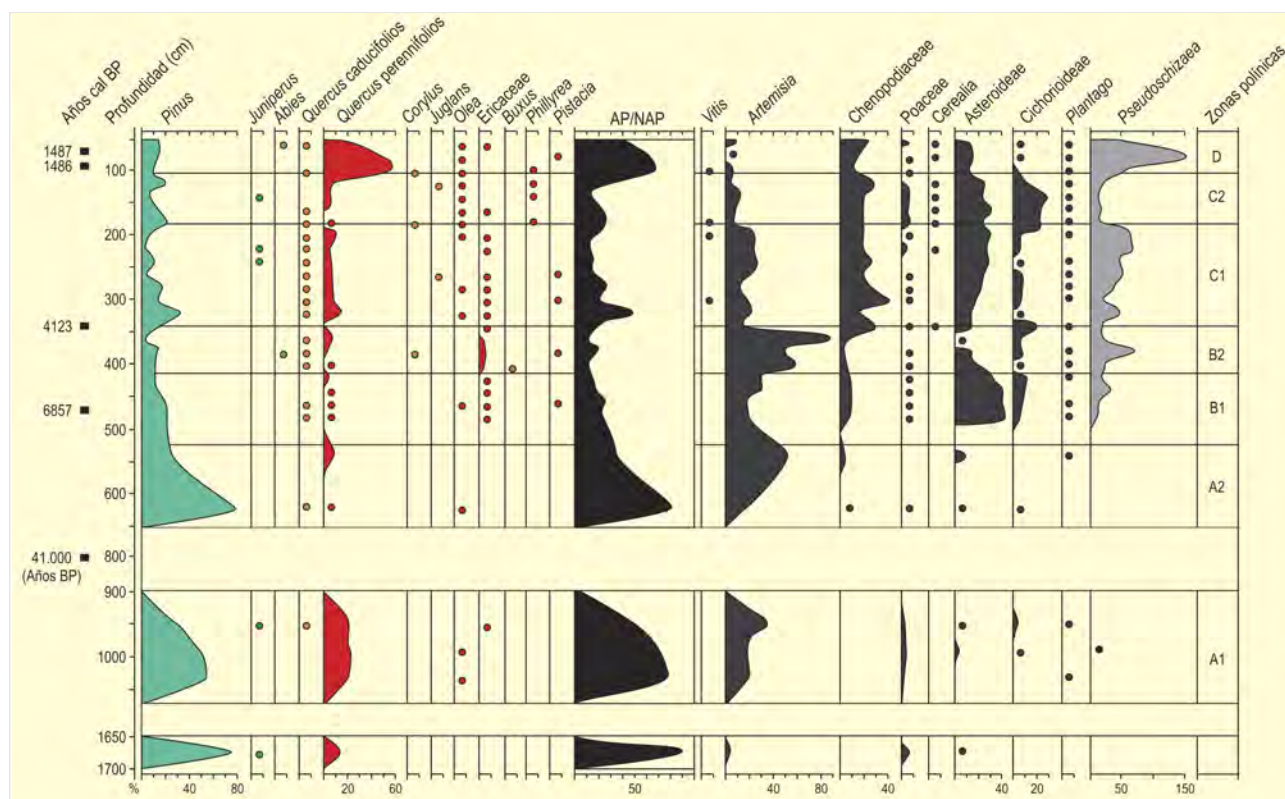 Años cal BP
Profundidad (cm)
Pinus
Juniperus
Abies
Quercus caducifolios
Quercus perennifolios
Corylus
Juglans
Olea
Ericaceae
Buxus
Phillyrea
Pistacia
AP/NAP
Vitis
Artemisia
Chenopodiaceae
Poaceae
Cerealia
Asteroideae
Cichorioideae
Plantago
Pseudoschizaea
Zonas polínicas
1487
1486
4123
6857
41.000
(Años BP)
100
200
300
400
500
600
800
900
1000
1650
1700
D
C2
C1
B2
B1
A2
A1
% 40 80 20 60 50 40 80 40 40 20 50 150